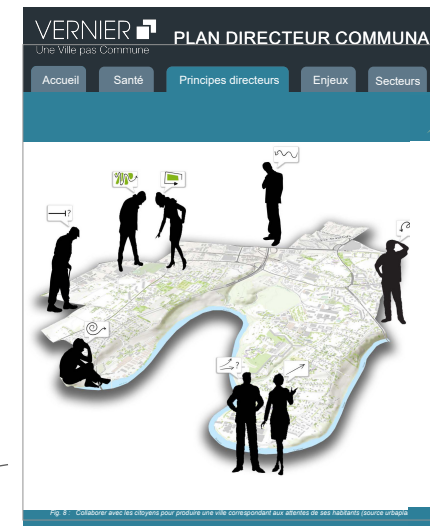 VERNIER
Une Ville pas Commune
PLAN DIRECTEUR COMMUNA
Accueil
Santé
Principes directeurs
Enjeux
Secteurs
?
?
Fig. 8 : Collaborer avec les citoyens pour produire une ville correspondant aux attentes de ses habitants (source urbapla